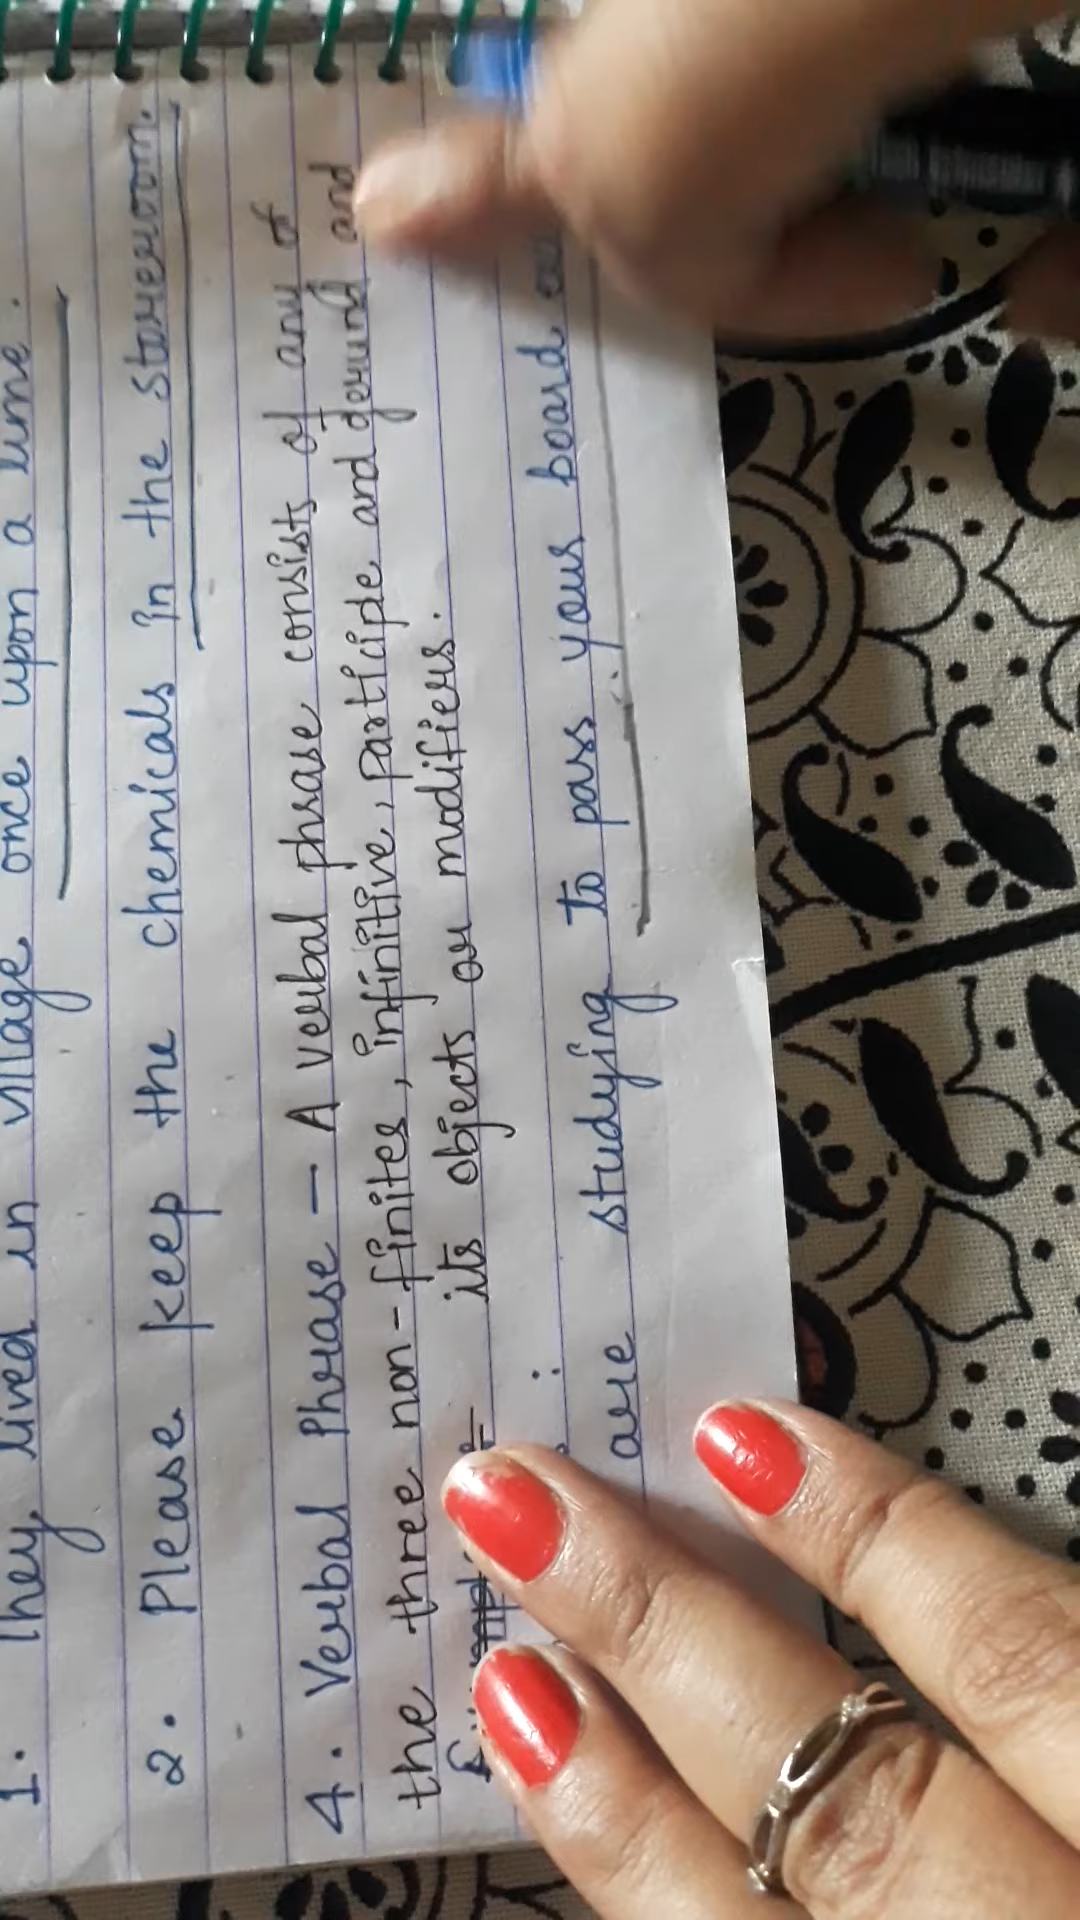 1. They lived in village once upon a time.
2. Please keep the chemicals in the storeroom.
4. Verbal Phrase – A verbal phrase consists of any of
the three non-finites, infinitive, participle and gerund and
its objects or modifiers.
:
are studying to pass your board